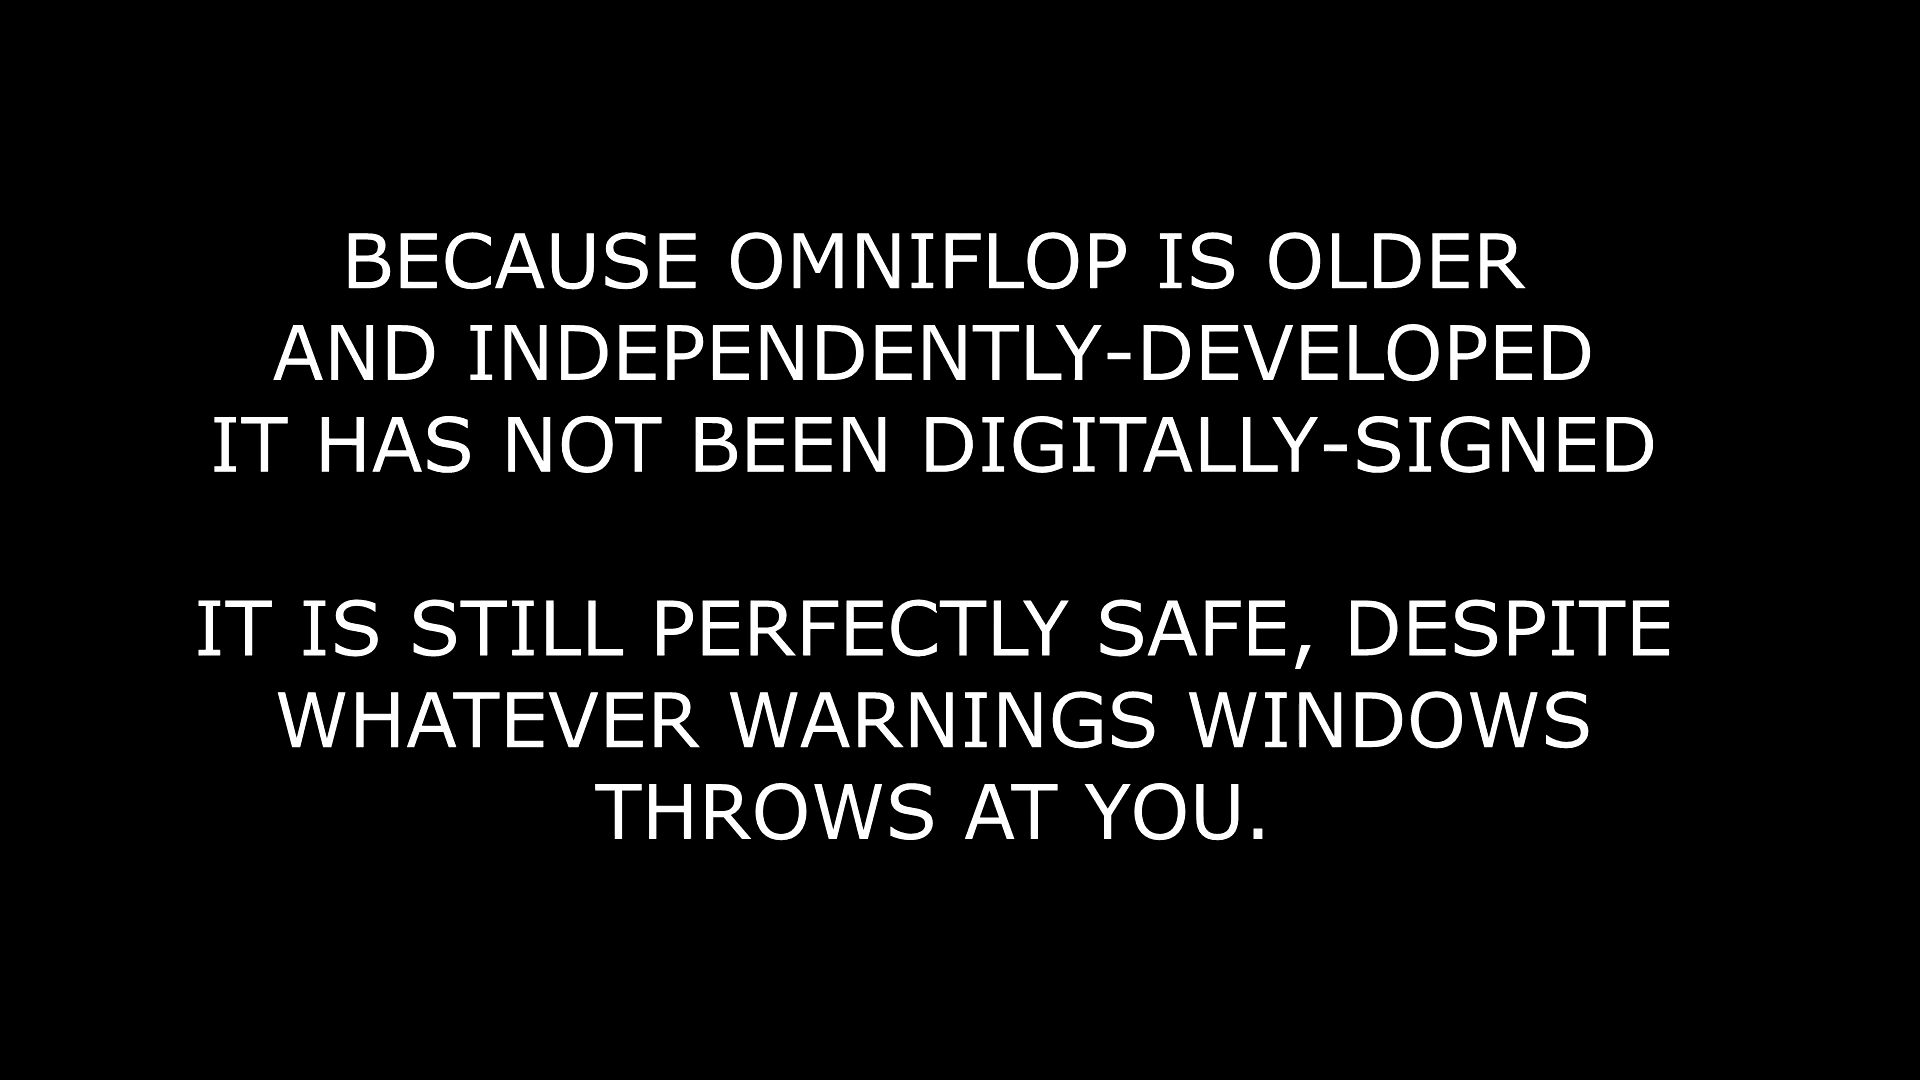 BECAUSE OMNIFLOP IS OLDER
AND INDEPENDENTLY-DEVELOPED
IT HAS NOT BEEN DIGITALLY-SIGNED
IT IS STILL PERFECTLY SAFE, DESPITE
WHATEVER WARNINGS WINDOWS
THROWS AT YOU.